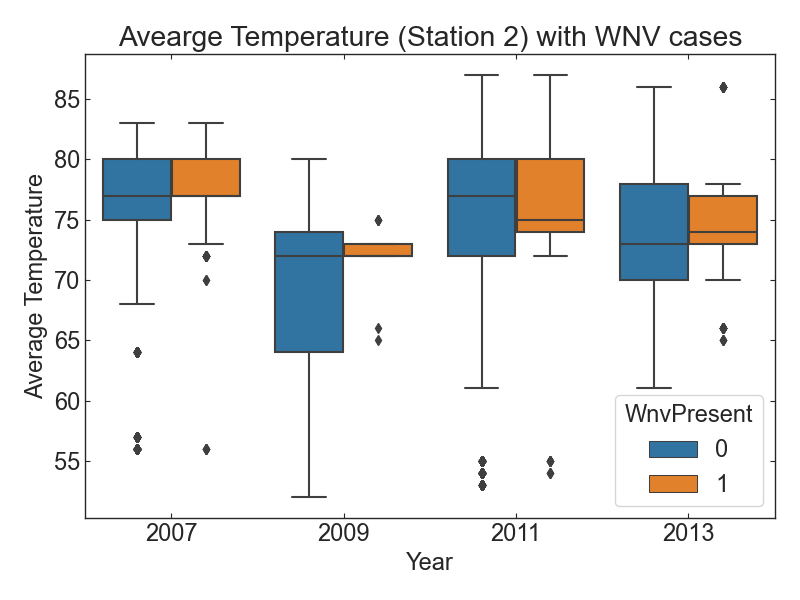 Avearge Temperature (Station 2) with WNV cases
Average Temperature
85
80
75
70
65
60
55
WnvPresent
0
1
2007 2009 2011 2013
Year